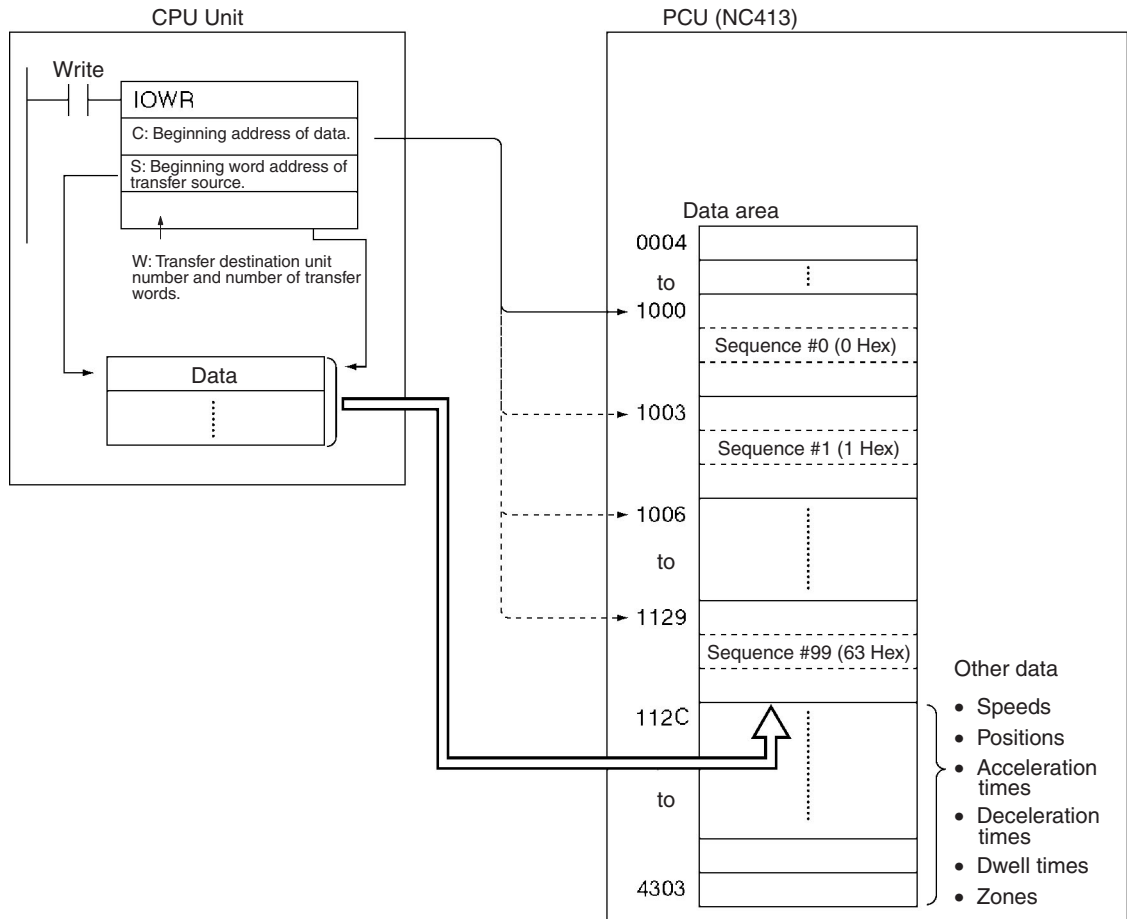 CPU Unit
PCU (NC413)
Write
IOWR
C: Beginning address of data.
S: Beginning word address of
transfer source.
W: Transfer destination unit
number and number of transfer
words.
Data
Data area
0004
to
1000
Sequence #0 (0 Hex)
1003
Sequence #1 (1 Hex)
1006
to
1129
Sequence #99 (63 Hex)
112C
to
4303
Other data
• Speeds
• Positions
• Acceleration
times
• Deceleration
times
• Dwell times
• Zones